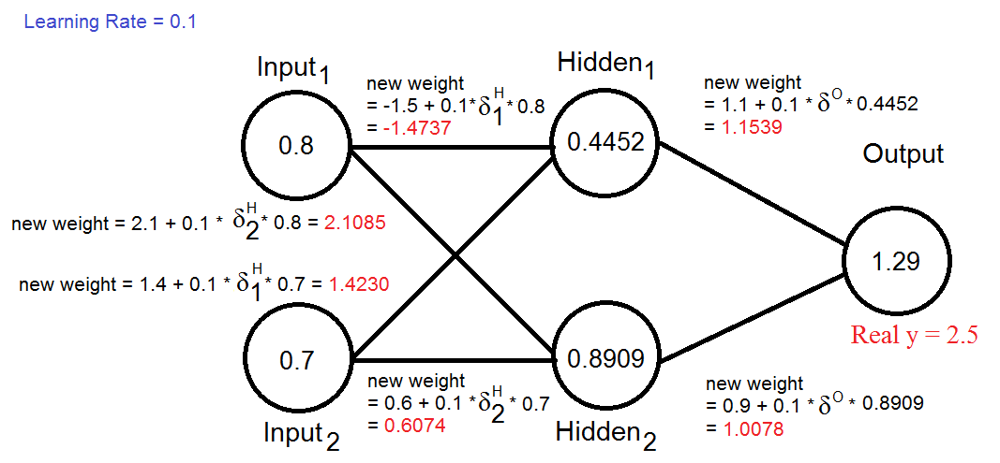 Learning Rate = 0.1
Input₁
Hidden₁
new weight
= -1.5 + 0.1*δ₁ᴴ*0.8
= -1.4737
new weight
= 1.1 + 0.1 * δᴼ * 0.4452
= 1.1539
0.8
0.4452
Output
new weight = 2.1 + 0.1 * δ₂ᴴ* 0.8 = 2.1085
1.29
new weight = 1.4 + 0.1 * δ₁ᴴ* 0.7 = 1.4230
Real y = 2.5
0.7
0.8909
new weight
= 0.6 + 0.1 *δ₂ᴴ * 0.7
= 0.6074
new weight
= 0.9 + 0.1 * δᴼ * 0.8909
= 1.0078
Input₂
Hidden₂